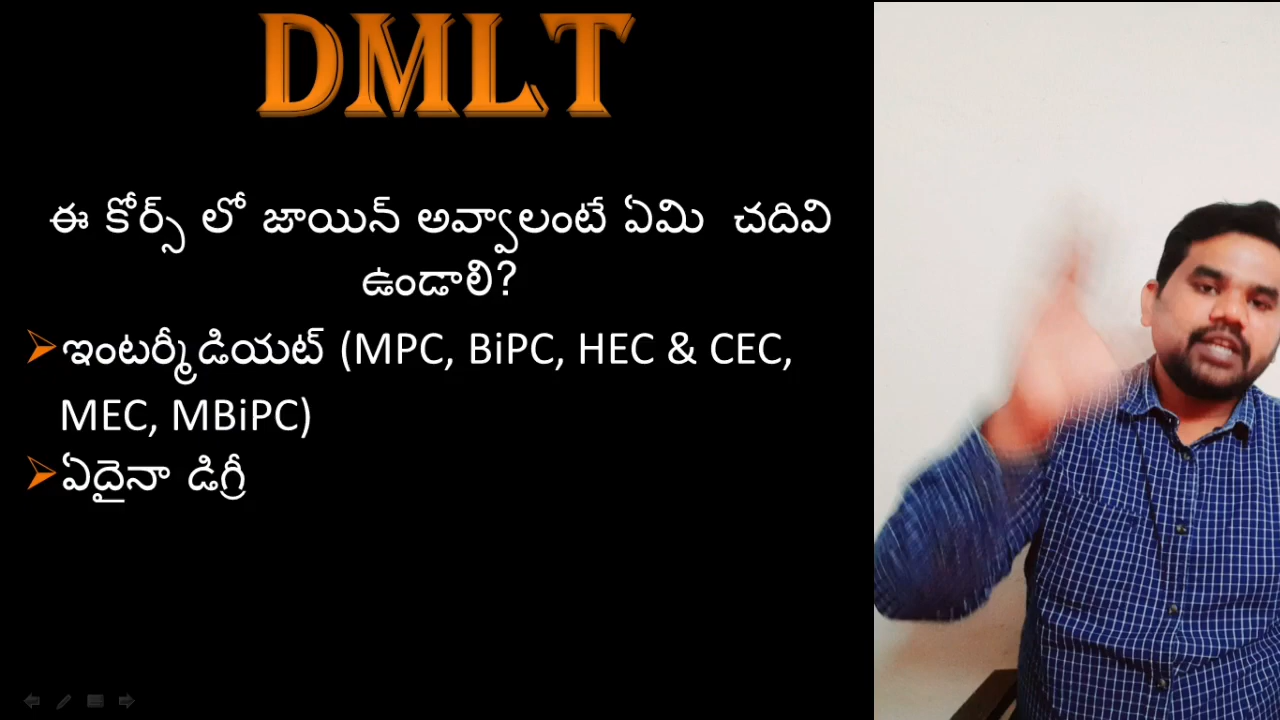 DMLT
ఈ కోర్స్ లో జాయిన్ అవ్వాలంటే ఏమి చదివి
ఉండాలి?
ఇంటర్మీడియట్ (MPC, BiPC, HEC & CEC,
MEC, MBiPC)
ఏదైనా డిగ్రీ